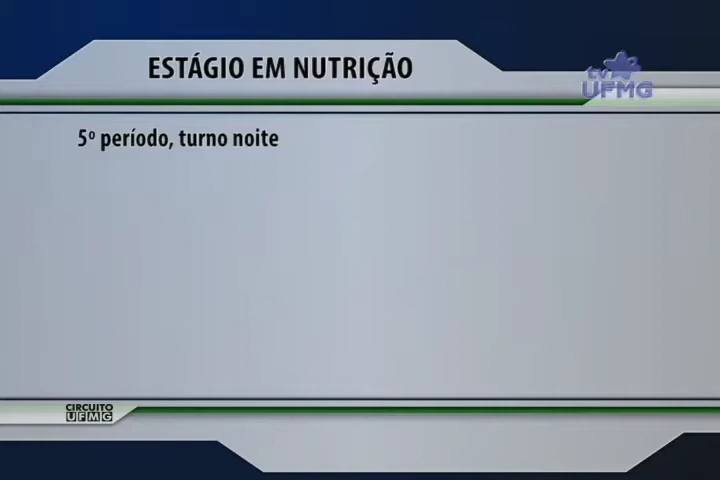 ESTÁGIO EM NUTRIÇÃO
tv UFMG
5º período, turno noite
CIRCUITO
UFMG